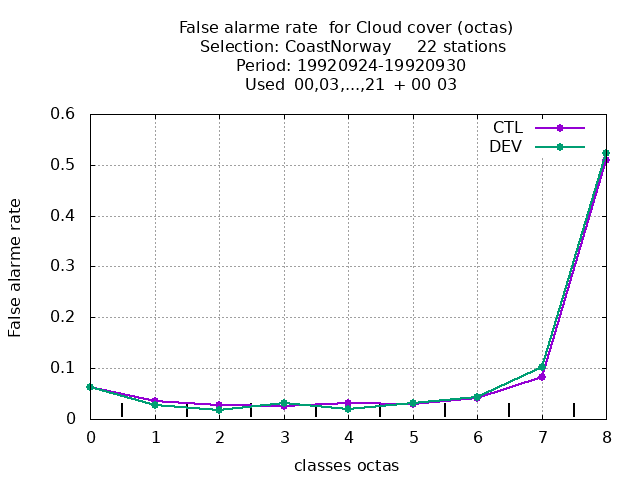 False alarme rate  for Cloud cover (octas)
Selection: CoastNorway     22 stations
Period: 19920924-19920930
Used  00,03,...,21  + 00 03
CTL
DEV
False alarme rate
0.6
0.5
0.4
0.3
0.2
0.1
0
0 1 2 3 4 5 6 7 8
classes octas